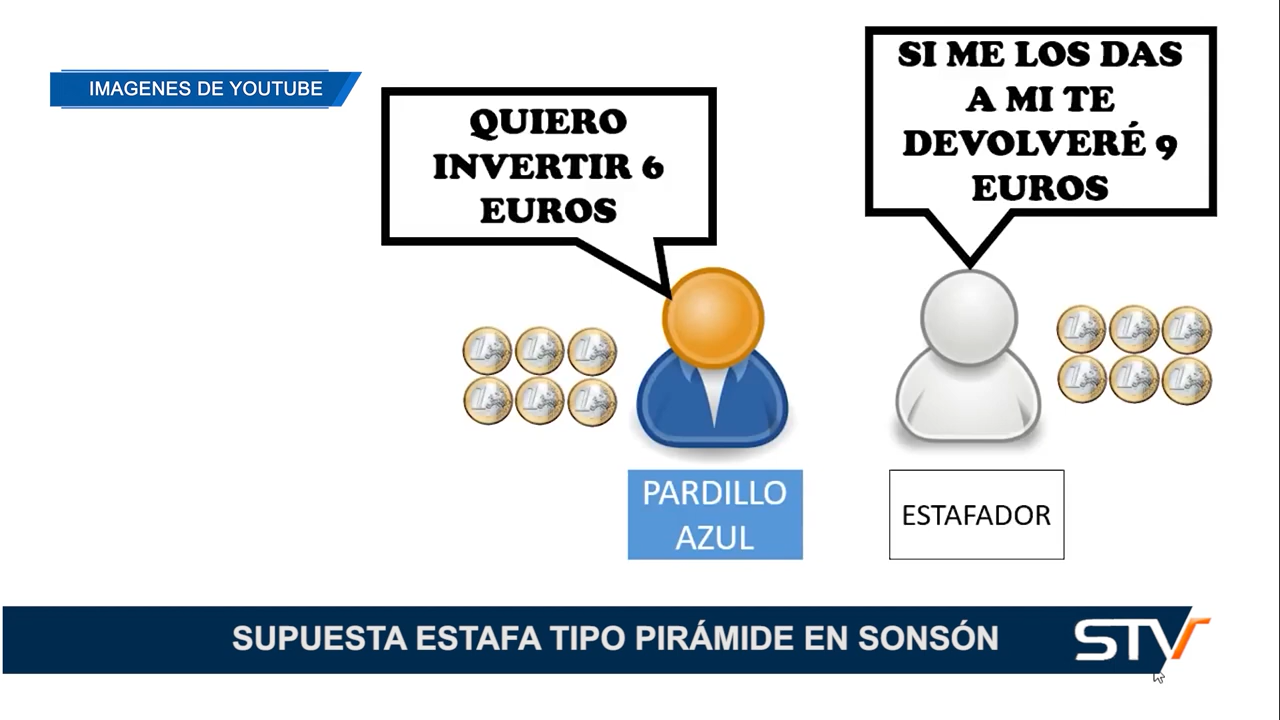 IMAGENES DE YOUTUBE
QUIERO
INVERTIR 6
EUROS
SI ME LOS DAS
A MI TE
DEVOLVERÉ 9
EUROS
PARDILLO
AZUL
ESTAFADOR
SUPUESTA ESTAFA TIPO PIRÁMIDE EN SONSÓN
STV